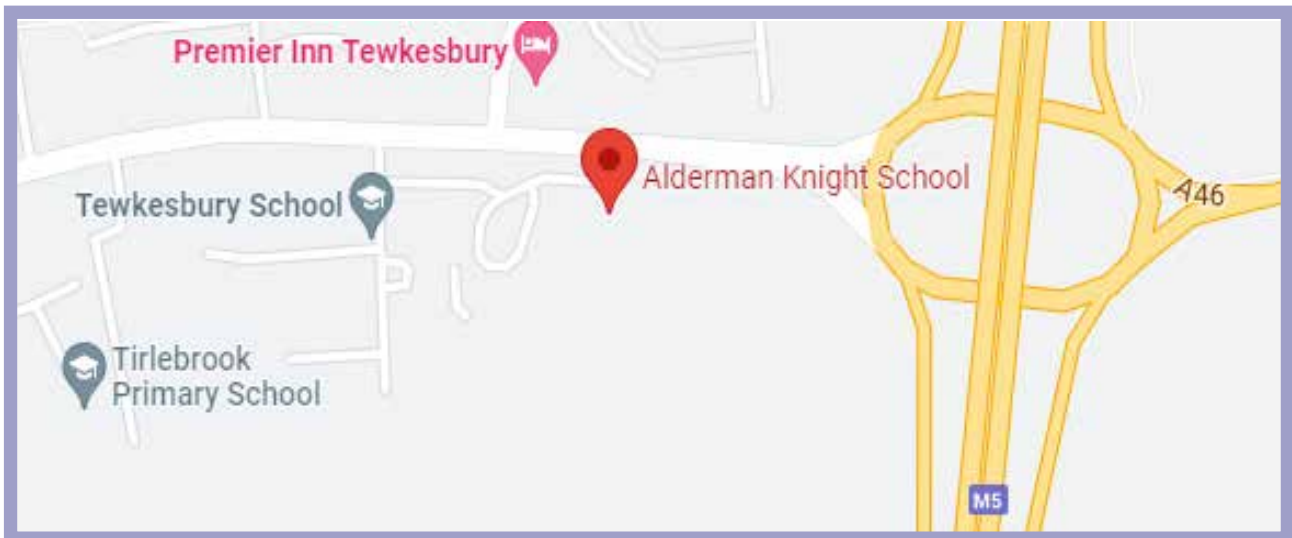 Premier Inn Tewkesbury
Alderman Knight School
Tewkesbury School
A46
Tirlebrook
Primary School
M5